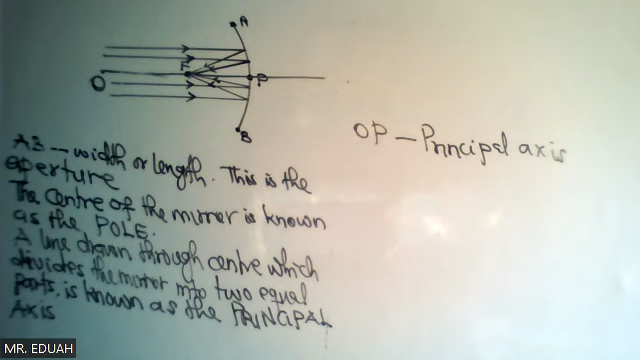 A
F
O
P
B
OP - Principal axis
AB - width or length. This is the
aperture
The centre of the mirror is known
as the POLE.
A line drawn through centre which
divides the mirror into two equal
parts, is known as the PRINCIPAL
AXIS
MR. EDUAH